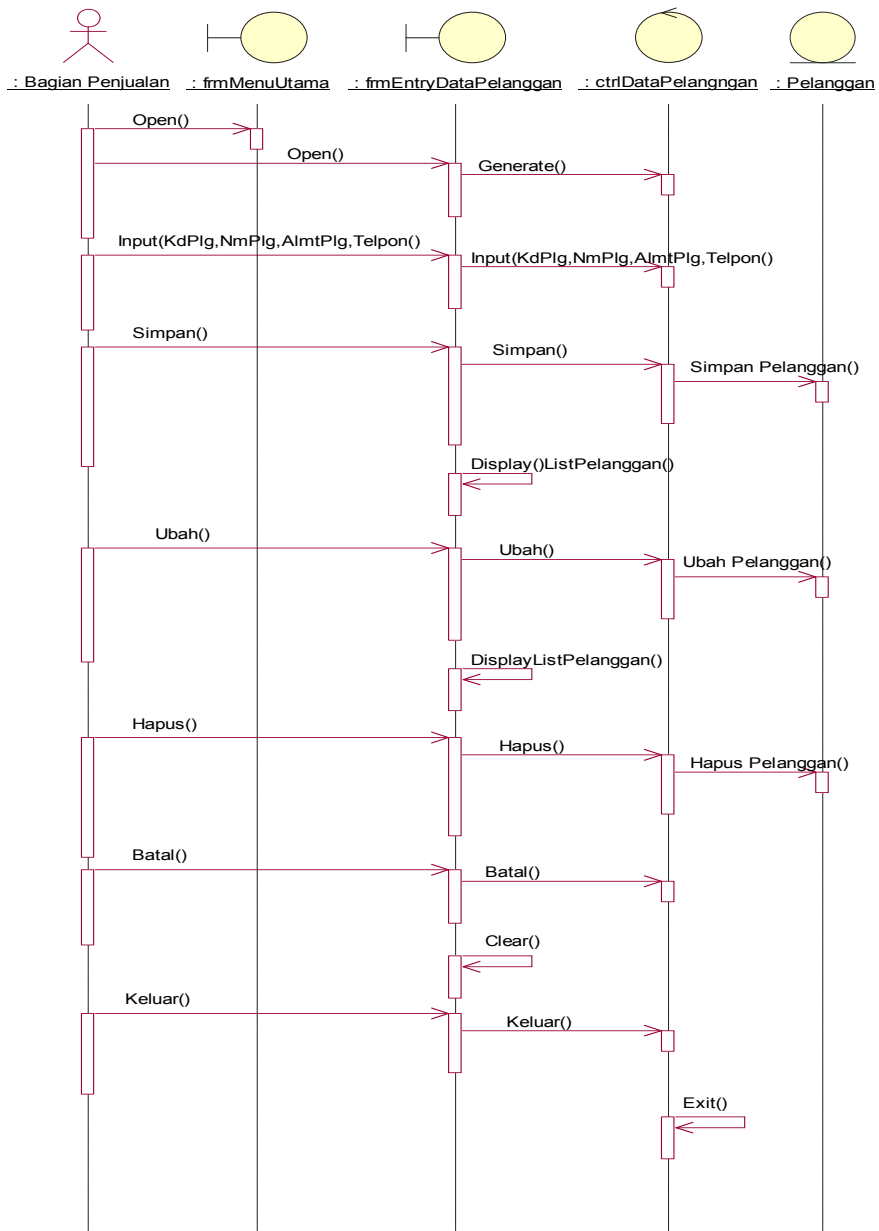 : Bagian Penjualan
: frmMenuUtama
: frmEntryDataPelanggan
: ctrlDataPelangngan
: Pelanggan
Open()
Open()
Generate()
Input(KdPlg,NmPlg,AlmtPlg,Telpon()
Input(KdPlg,NmPlg,AlmtPlg,Telpon()
Simpan()
Simpan()
Simpan Pelanggan()
Display()ListPelanggan()
Ubah()
Ubah()
Ubah Pelanggan()
DisplayListPelanggan()
Hapus()
Hapus()
Hapus Pelanggan()
Batal()
Batal()
Clear()
Keluar()
Keluar()
Exit()